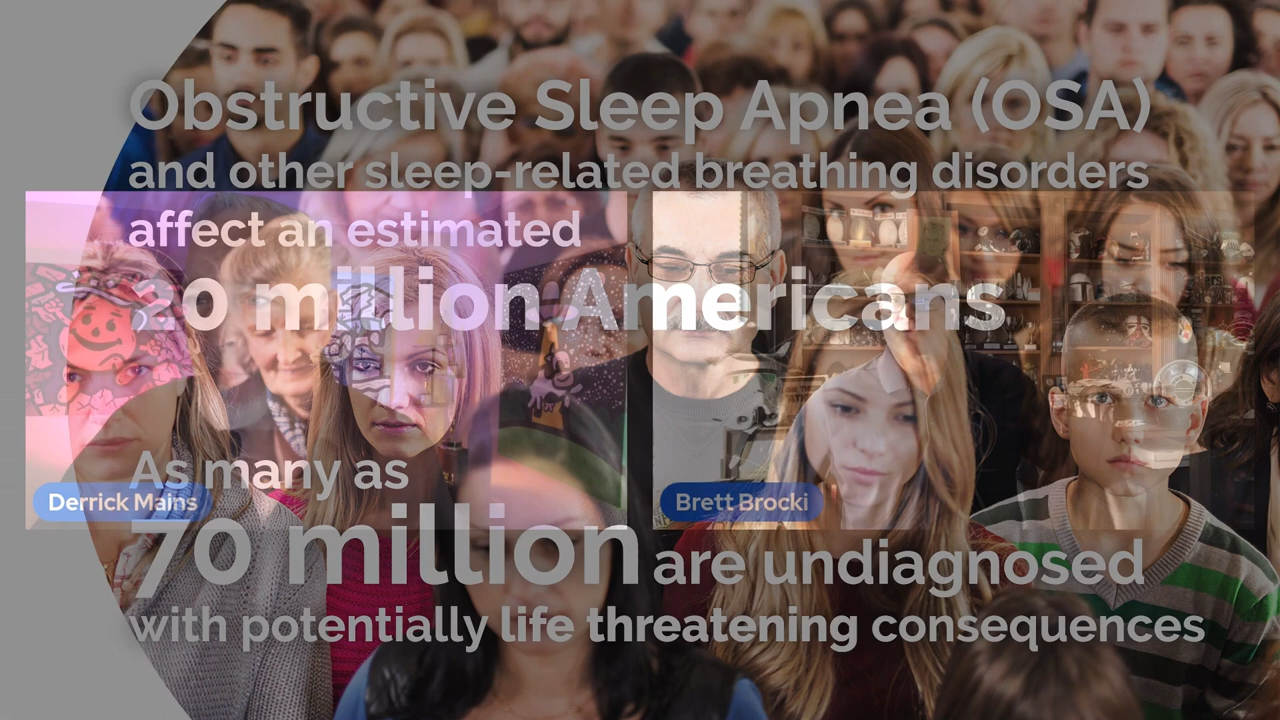 Obstructive Sleep Apnea (OSA)
and other sleep-related breathing disorders
affect an estimated
20 million Americans
As many as
Derrick Mains
Brett Brocki
70 million are undiagnosed
with potentially life threatening consequences